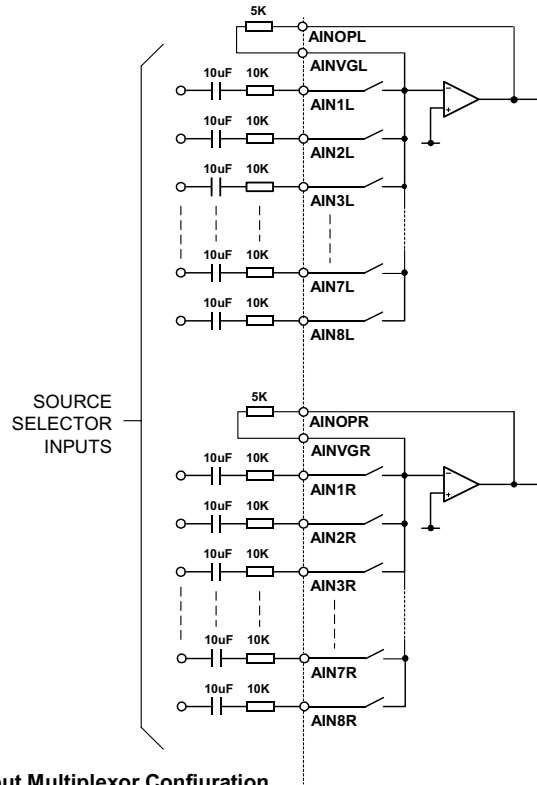 5K
AINOPL
AINVGL
10uF 10K
AIN1L
10uF 10K
AIN2L
10uF 10K
AIN3L
10uF 10K
AIN7L
10uF 10K
AIN8L
SOURCE
SELECTOR
INPUTS
5K
AINOPR
AINVGR
10uF 10K
AIN1R
10uF 10K
AIN2R
10uF 10K
AIN3R
10uF 10K
AIN7R
10uF 10K
AIN8R
Multiplexor Confiuration